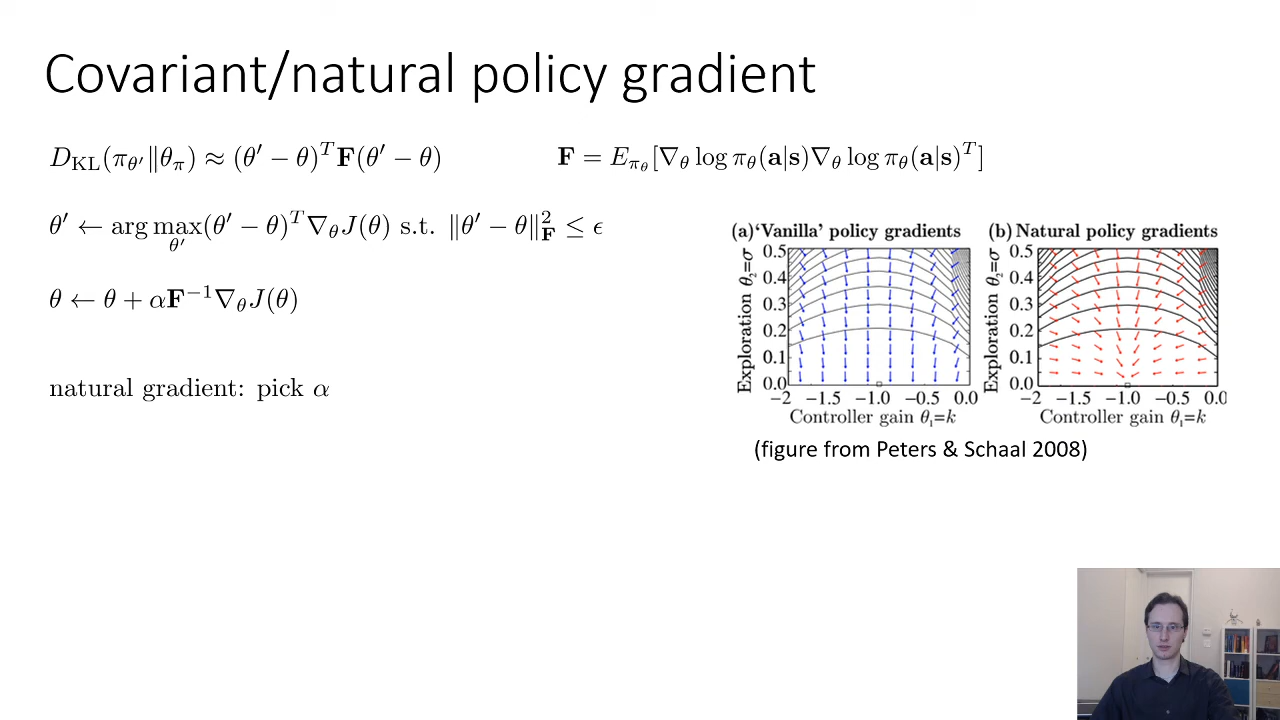 Covariant/natural policy gradient
D_KL(π_θ′‖θ_π) ≈ (θ′ − θ)^T F(θ′ − θ)
F = E_{π_θ}[∇_θ log π_θ(a|s)∇_θ log π_θ(a|s)^T]
θ′ ← arg max_{θ′}(θ′ − θ)^T ∇_θ J(θ) s.t. ‖θ′ − θ‖²_F ≤ ϵ
θ ← θ + αF^{−1}∇_θ J(θ)
natural gradient: pick α
(a)‘Vanilla’ policy gradients
Exploration θ₂=σ
0.5
0.4
0.3
0.2
0.1
0.0
−2 −1.5 −1.0 −0.5 0.0
Controller gain θ₁=k
(b) Natural policy gradients
Exploration θ₂=σ
0.5
0.4
0.3
0.2
0.1
0.0
−2 −1.5 −1.0 −0.5 0.0
Controller gain θ₁=k
(figure from Peters & Schaal 2008)